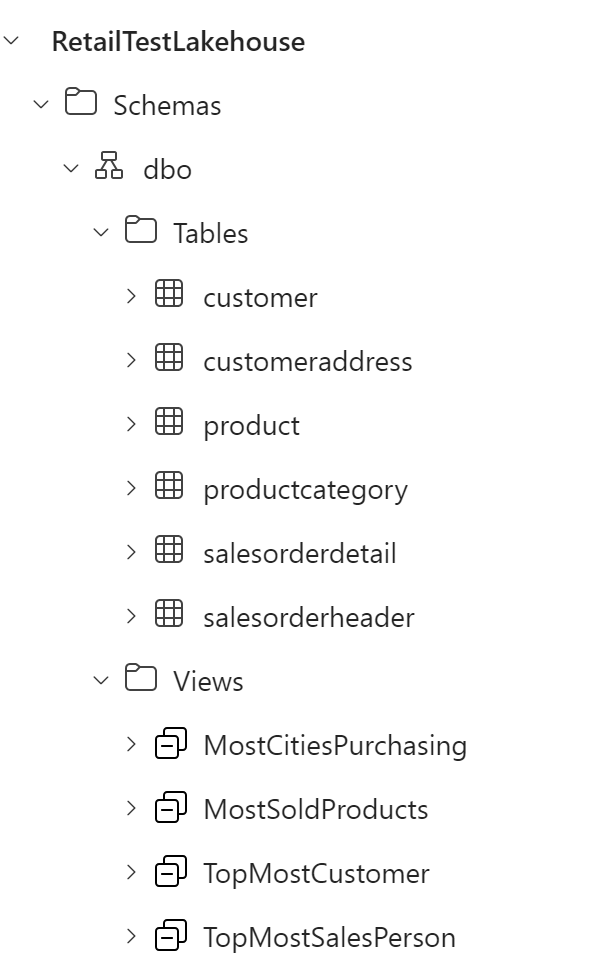 RetailTestLakehouse
Schemas
dbo
Tables
customer
customeraddress
product
productcategory
salesorderdetail
salesorderheader
Views
MostCitiesPurchasing
MostSoldProducts
TopMostCustomer
TopMostSalesPerson